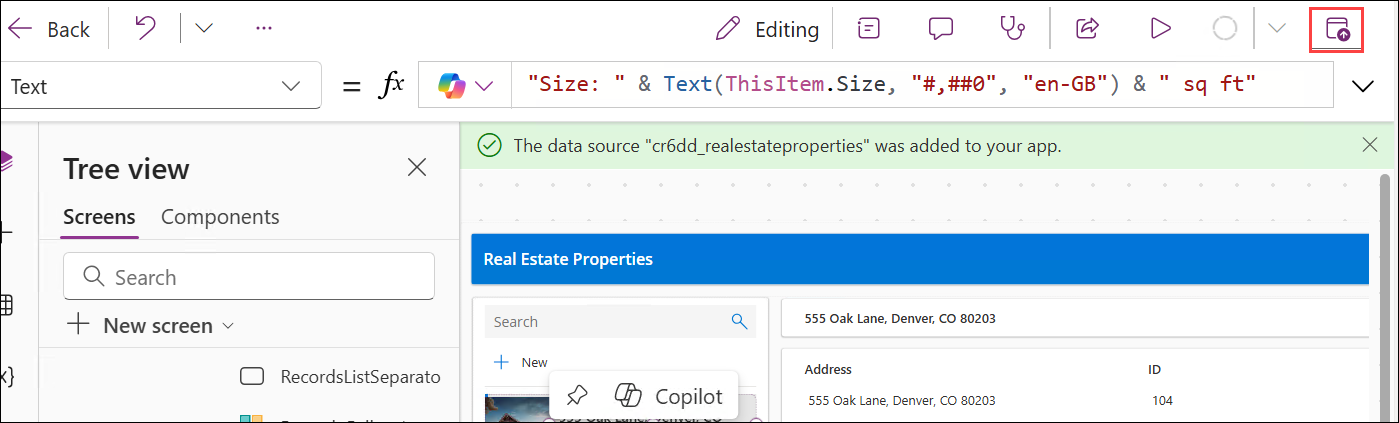 Back
Editing
Text
= fx
"Size: " & Text(ThisItem.Size, "#,##0", "en-GB") & " sq ft"
The data source "cr6dd_realestateproperties" was added to your app.
Tree view
Screens Components
Search
New screen
RecordsListSeparato
Real Estate Properties
Search
New
Copilot
555 Oak Lane, Denver, CO 80203
Address ID
555 Oak Lane, Denver, CO 80203 104